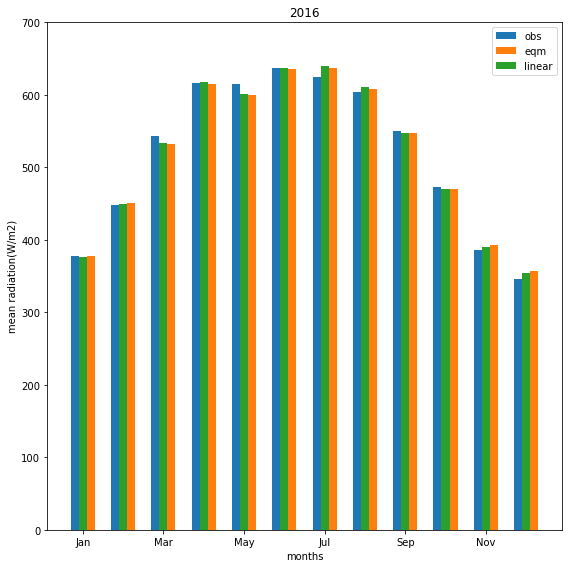 2016
700
600
500
400
300
200
100
0
mean radiation(W/m2)
obs
eqm
linear
Jan
Mar
May
Jul
Sep
Nov
months